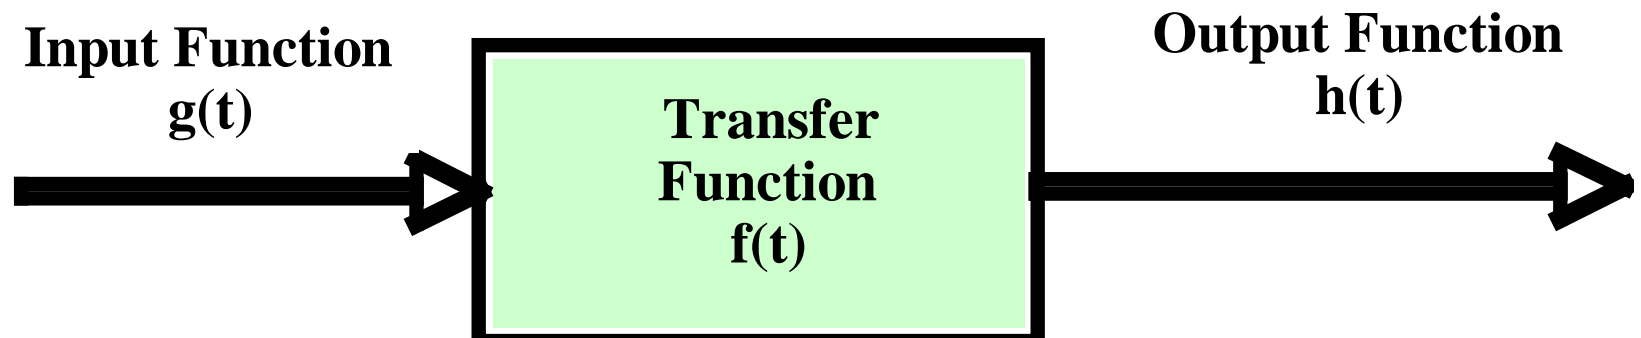 Input Function
g(t)
Transfer
Function
f(t)
Output Function
h(t)